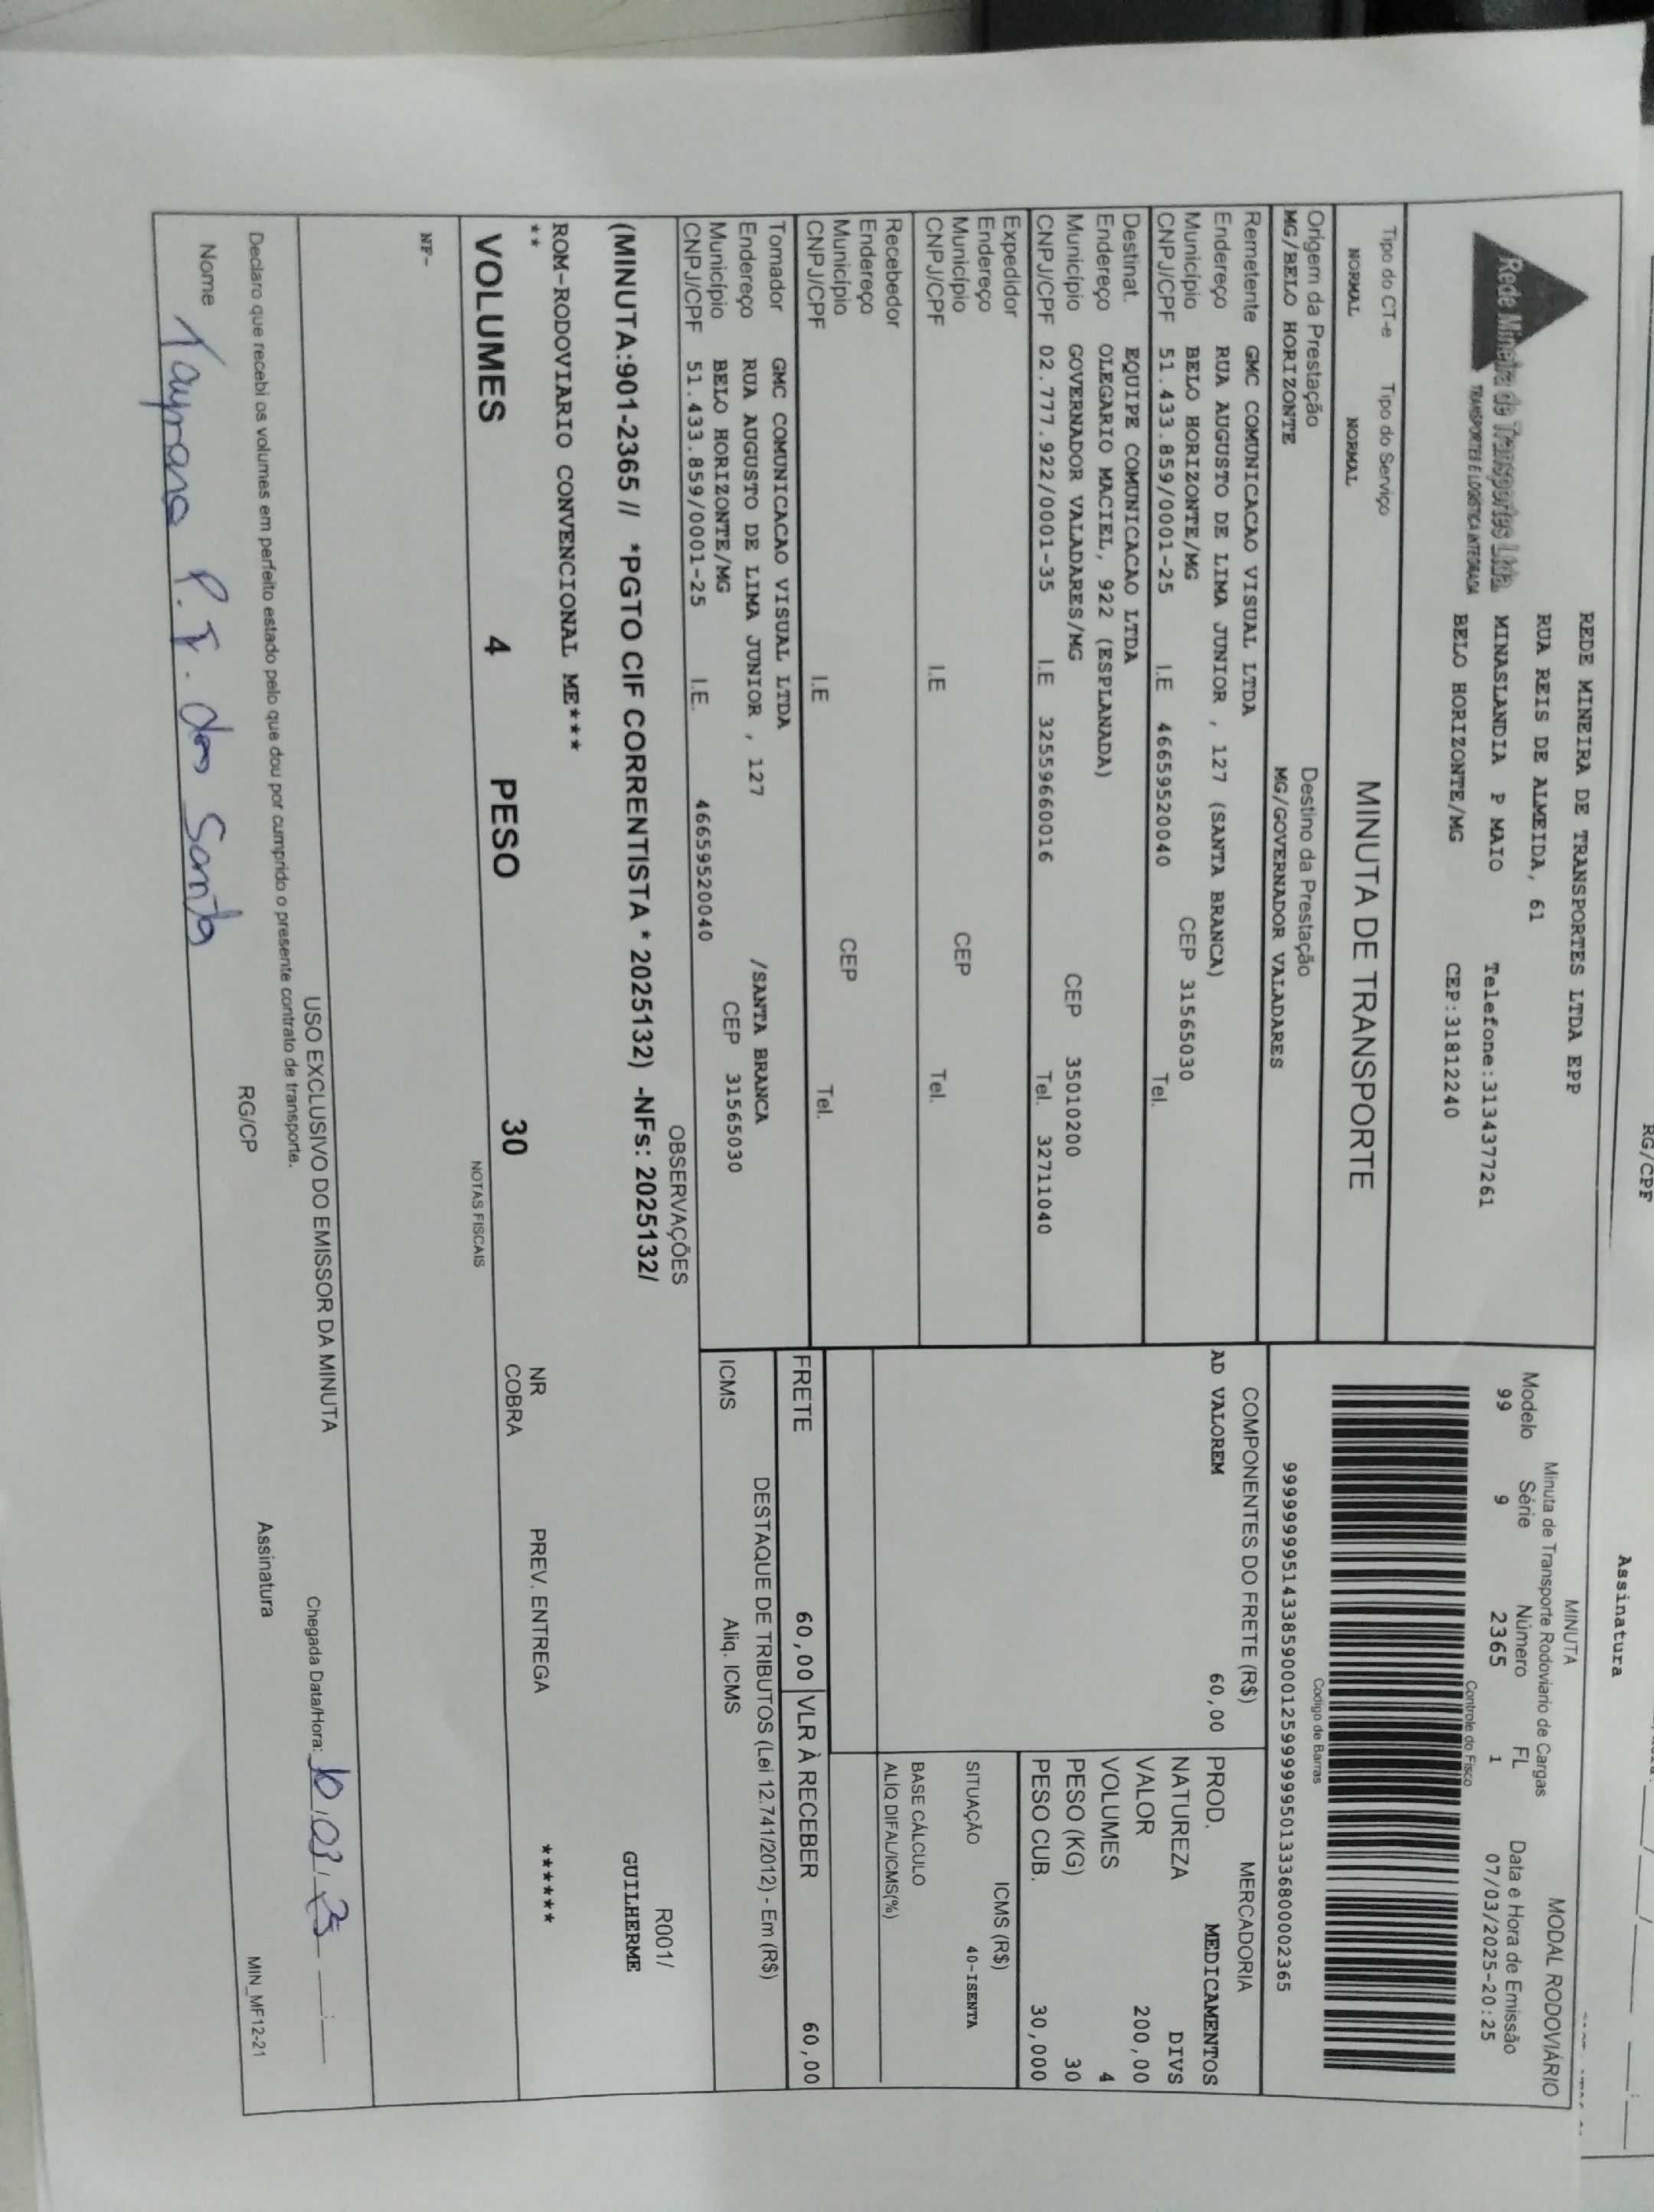 RG/CPF
Assinatura
Rede Mineira de Transportes Ltda.
TRANSPORTES E LOGISTICA INTEGRADA
REDE MINEIRA DE TRANSPORTES LTDA EPP
RUA REIS DE ALMEIDA, 61
MINASLANDIA P MAIO Telefone:3134377261
BELO HORIZONTE/MG CEP:31812240
MINUTA MODAL RODOVIÁRIO
Minuta de Transporte Rodoviario de Cargas
Modelo Série Número FL Data e Hora de Emissão
99 9 2365 1 07/03/2025-20:25
Controle do Fisco
Tipo do CT-e Tipo do Serviço
NORMAL NORMAL
MINUTA DE TRANSPORTE
Codigo de Barras
Origem da Prestação Destino da Prestação
MG/BELO HORIZONTE MG/GOVERNADOR VALADARES
Remetente GMC COMUNICACAO VISUAL LTDA
Endereço RUA AUGUSTO DE LIMA JUNIOR , 127 (SANTA BRANCA)
Município BELO HORIZONTE/MG CEP 31565030
CNPJ/CPF 51.433.859/0001-25 I.E 46659520040 Tel.
Destinat. EQUIPE COMUNICACAO LTDA
Endereço OLEGARIO MACIEL, 922 (ESPLANADA)
Município GOVERNADOR VALADARES/MG CEP 35010200
CNPJ/CPF 02.777.922/0001-35 I.E 32559660016 Tel. 32711040
Expedidor
Endereço
Município CEP
CNPJ/CPF I.E Tel.
Recebedor
Endereço
Município CEP
CNPJ/CPF I.E Tel.
Tomador GMC COMUNICACAO VISUAL LTDA
Endereço RUA AUGUSTO DE LIMA JUNIOR , 127 /SANTA BRANCA
Município BELO HORIZONTE/MG CEP 31565030
CNPJ/CPF 51.433.859/0001-25 I.E. 46659520040
COMPONENTES DO FRETE (R$)
AD VALOREM 60,00
MERCADORIA
PROD. MEDICAMENTOS
NATUREZA DIVS
VALOR 200,00
VOLUMES 4
PESO (KG) 30
PESO CUB. 30,000
ICMS (R$)
SITUAÇÃO 40-ISENTA
BASE CÁLCULO
ALÍQ DIFAL/ICMS(%)
FRETE 60,00 VLR À RECEBER 60,00
DESTAQUE DE TRIBUTOS (Lei 12.741/2012) - Em (R$)
ICMS Aliq. ICMS
OBSERVAÇÕES
(MINUTA:901-2365 // *PGTO CIF CORRENTISTA * 2025132) -NFs: 2025132/
R001/
GUILHERME
ROM-RODOVIARIO CONVENCIONAL ME****
**
NR
COBRA
PREV. ENTREGA ******
VOLUMES 4 PESO 30
NOTAS FISCAIS
NF-
USO EXCLUSIVO DO EMISSOR DA MINUTA
Declaro que recebi os volumes em perfeito estado pelo que dou por cumprido o presente contrato de transporte.
Chegada Data/Hora: 10/03/25
Nome RG/CP Assinatura
P. T. dos Santo
MIN_MF12-21